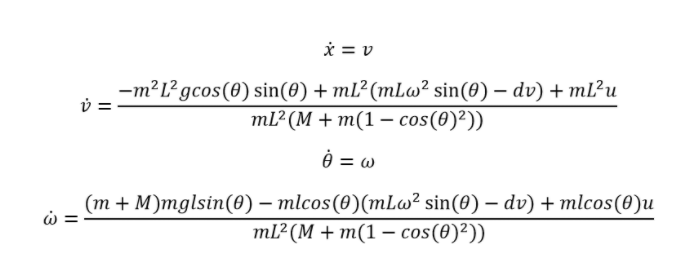 ẋ = v
v̇ = (−m²L²gcos(θ) sin(θ) + mL²(mLω² sin(θ) − dv) + mL²u) / (mL²(M + m(1 − cos(θ)²)))
θ̇ = ω
ω̇ = ((m + M)mglsin(θ) − mlcos(θ)(mLω² sin(θ) − dv) + mlcos(θ)u) / (mL²(M + m(1 − cos(θ)²)))